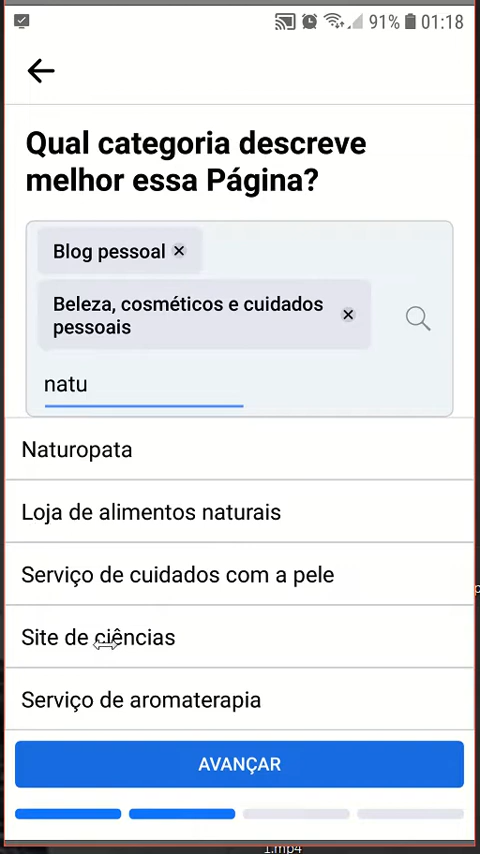 91% 01:18
Qual categoria descreve
melhor essa Página?
Blog pessoal
Beleza, cosméticos e cuidados
pessoais
natu
Naturopata
Loja de alimentos naturais
Serviço de cuidados com a pele
Site de ciências
Serviço de aromaterapia
AVANÇAR
1.mp4